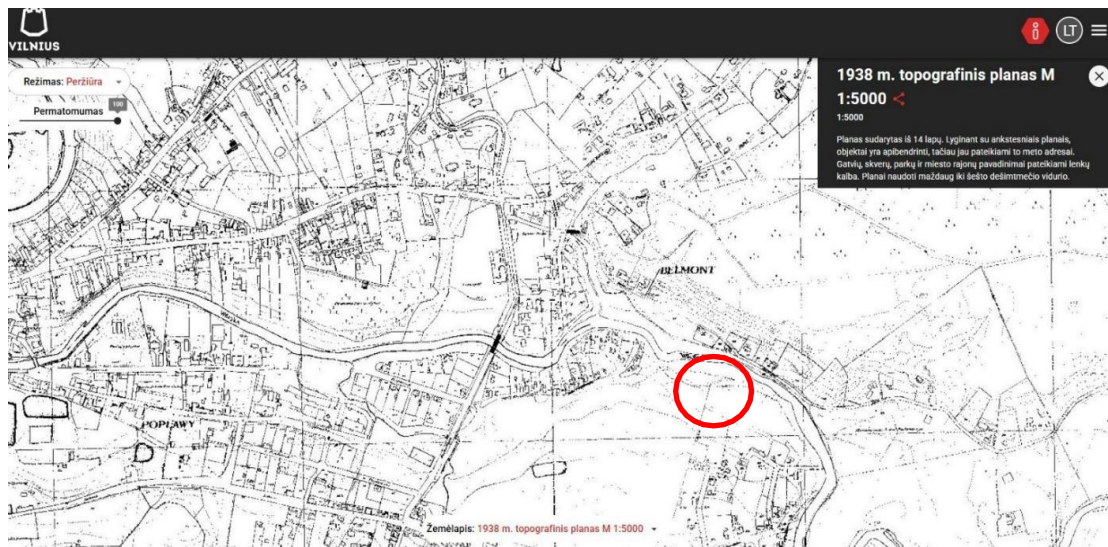 VILNIUS
LT
Režimas: Peržiūra
Permatomumas
100
1938 m. topografinis planas M
1:5000
1:5000
Planas sudarytas iš 14 lapų. Lyginant su ankstesniais planais,
objektai yra apibendrinti, tačiau jau pateikiami to meto adresai.
Gatvių, skverų, parkų ir miesto rajonų pavadinimai pateikiami lenkų
kalba. Planai naudoti maždaug iki šešto dešimtmečio vidurio.
BELMONT
POPŁAWY
Žemėlapis: 1938 m. topografinis planas M 1:5000